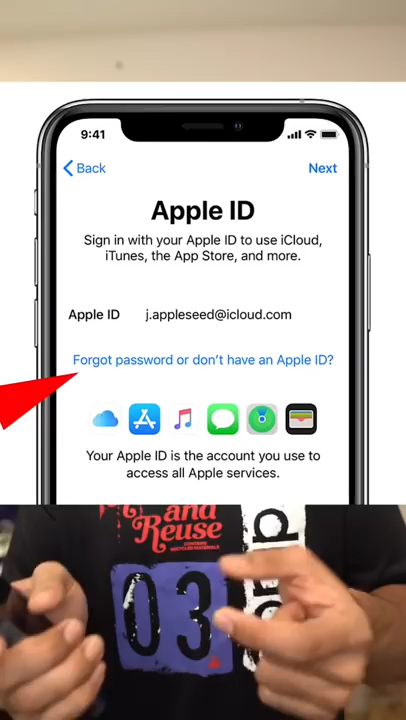 9:41
Back
Next
Apple ID
Sign in with your Apple ID to use iCloud,
iTunes, the App Store, and more.
Apple ID j.appleseed@icloud.com
Forgot password or don't have an Apple ID?
Your Apple ID is the account you use to
access all Apple services.
and
Reuse
03